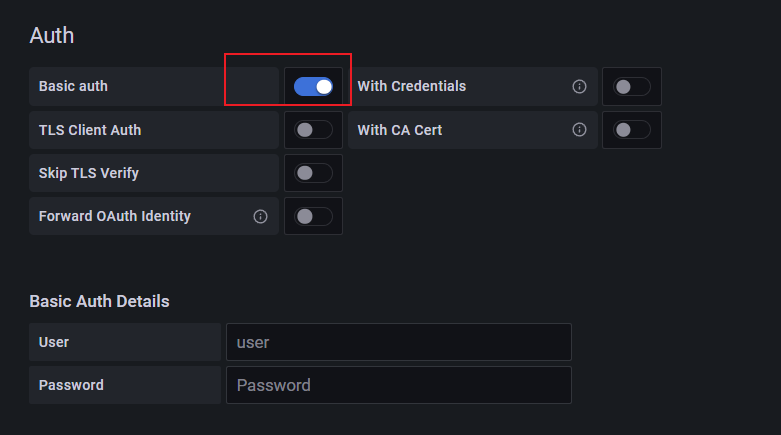 Auth
Basic auth With Credentials
TLS Client Auth With CA Cert
Skip TLS Verify
Forward OAuth Identity
Basic Auth Details
User user
Password Password